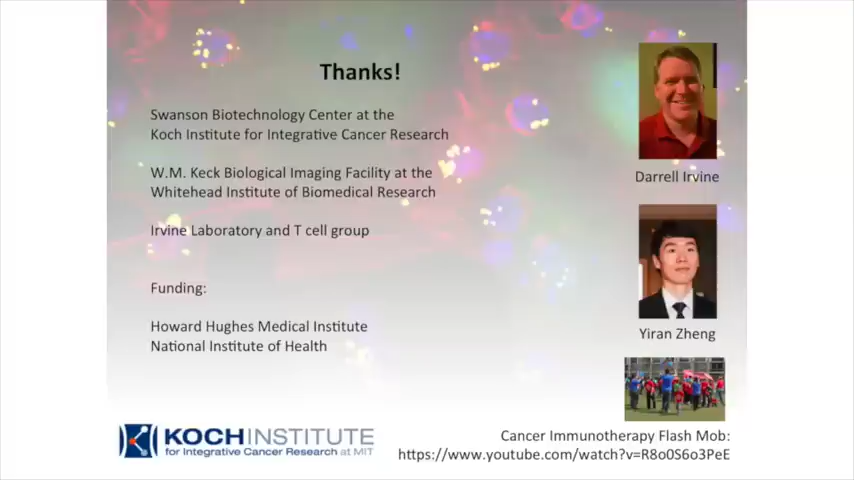 Thanks!
Swanson Biotechnology Center at the
Koch Institute for Integrative Cancer Research
W.M. Keck Biological Imaging Facility at the
Whitehead Institute of Biomedical Research
Irvine Laboratory and T cell group
Funding:
Howard Hughes Medical Institute
National Institute of Health
Darrell Irvine
Yiran Zheng
KOCH INSTITUTE
for Integrative Cancer Research at MIT
Cancer Immunotherapy Flash Mob:
https://www.youtube.com/watch?v=R8o0S6o3PeE